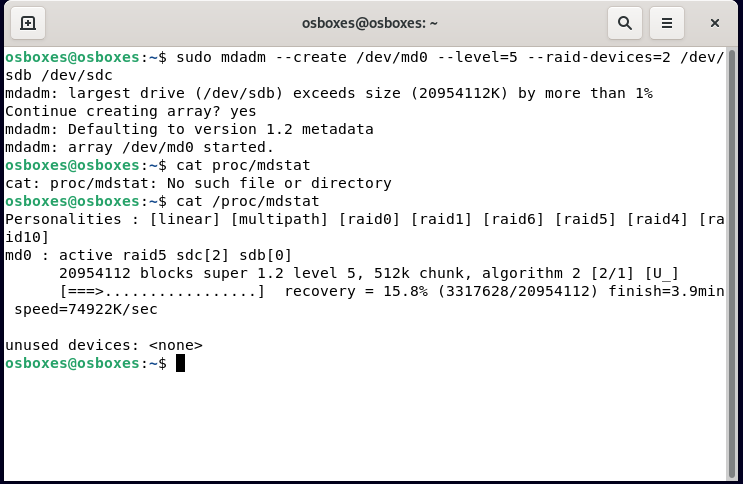 osboxes@osboxes: ~
osboxes@osboxes:~$ sudo mdadm --create /dev/md0 --level=5 --raid-devices=2 /dev/
sdb /dev/sdc
mdadm: largest drive (/dev/sdb) exceeds size (20954112K) by more than 1%
Continue creating array? yes
mdadm: Defaulting to version 1.2 metadata
mdadm: array /dev/md0 started.
osboxes@osboxes:~$ cat proc/mdstat
cat: proc/mdstat: No such file or directory
osboxes@osboxes:~$ cat /proc/mdstat
Personalities : [linear] [multipath] [raid0] [raid1] [raid6] [raid5] [raid4] [ra
id10]
md0 : active raid5 sdc[2] sdb[0]
      20954112 blocks super 1.2 level 5, 512k chunk, algorithm 2 [2/1] [U_]
      [===>.................]  recovery = 15.8% (3317628/20954112) finish=3.9min
 speed=74922K/sec
unused devices: <none>
osboxes@osboxes:~$